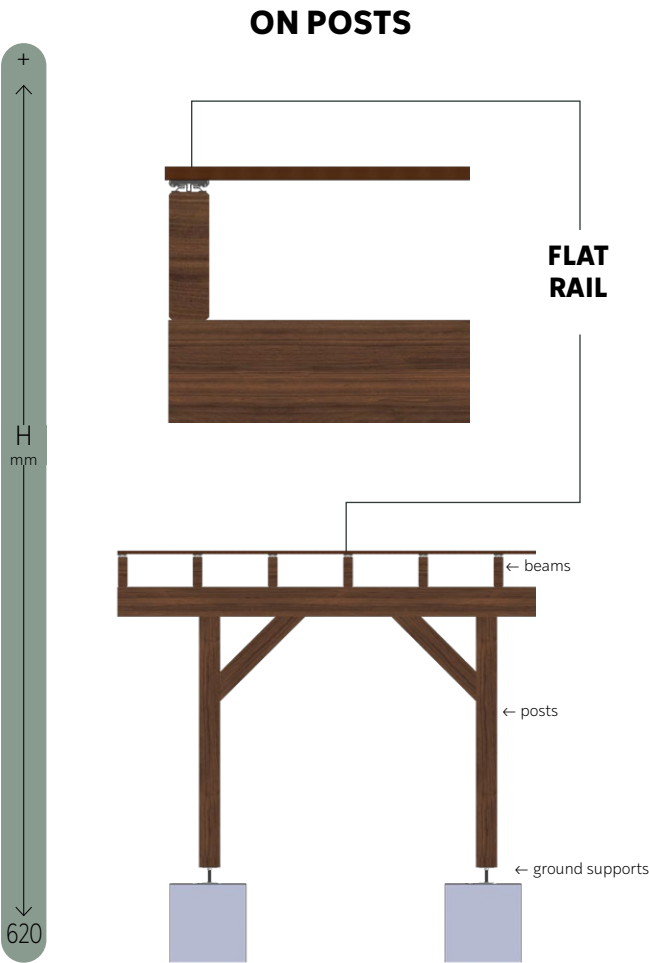 ON POSTS
+
FLAT
RAIL
H
mm
← beams
← posts
← ground supports
620